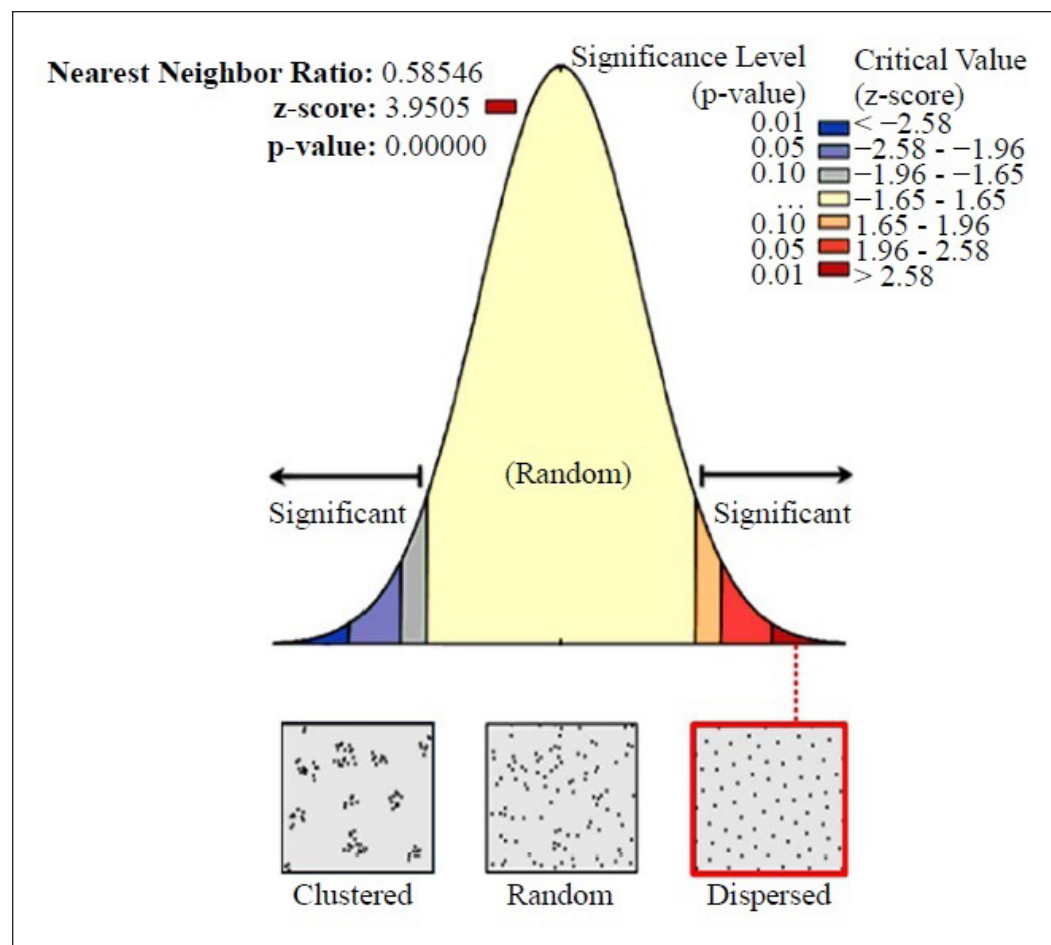 Nearest Neighbor Ratio: 0.58546
z-score: 3.9505
p-value: 0.00000
Significance Level
(p-value)
Critical Value
(z-score)
0.01 < −2.58
0.05 −2.58 - −1.96
0.10 −1.96 - −1.65
... −1.65 - 1.65
0.10 1.65 - 1.96
0.05 1.96 - 2.58
0.01 > 2.58
(Random)
Significant
Significant
Clustered
Random
Dispersed